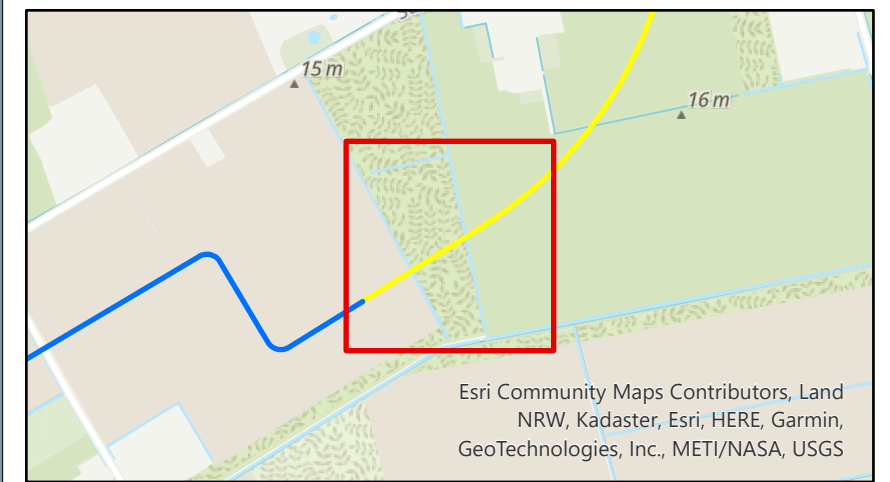 15 m
16 m
Esri Community Maps Contributors, Land
NRW, Kadaster, Esri, HERE, Garmin,
GeoTechnologies, Inc., METI/NASA, USGS